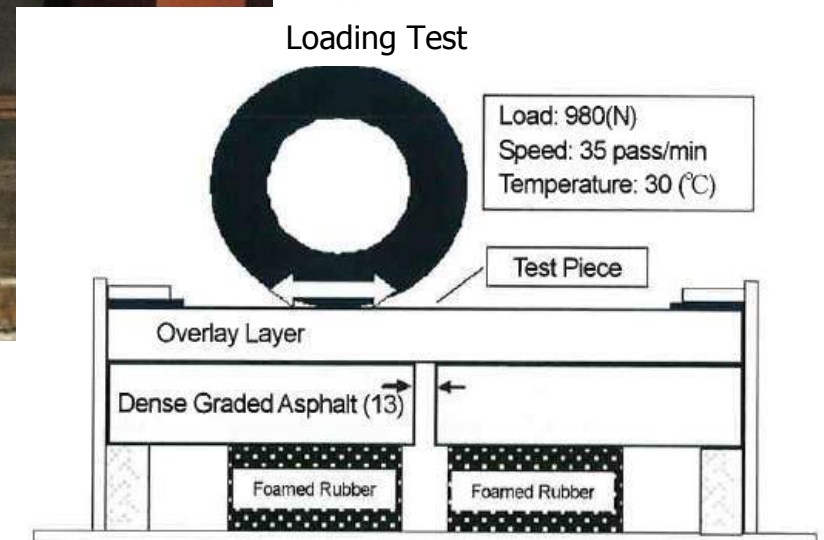 Loading Test
Load: 980(N)
Speed: 35 pass/min
Temperature: 30 (℃)
Test Piece
Overlay Layer
Dense Graded Asphalt (13)
Foamed Rubber
Foamed Rubber